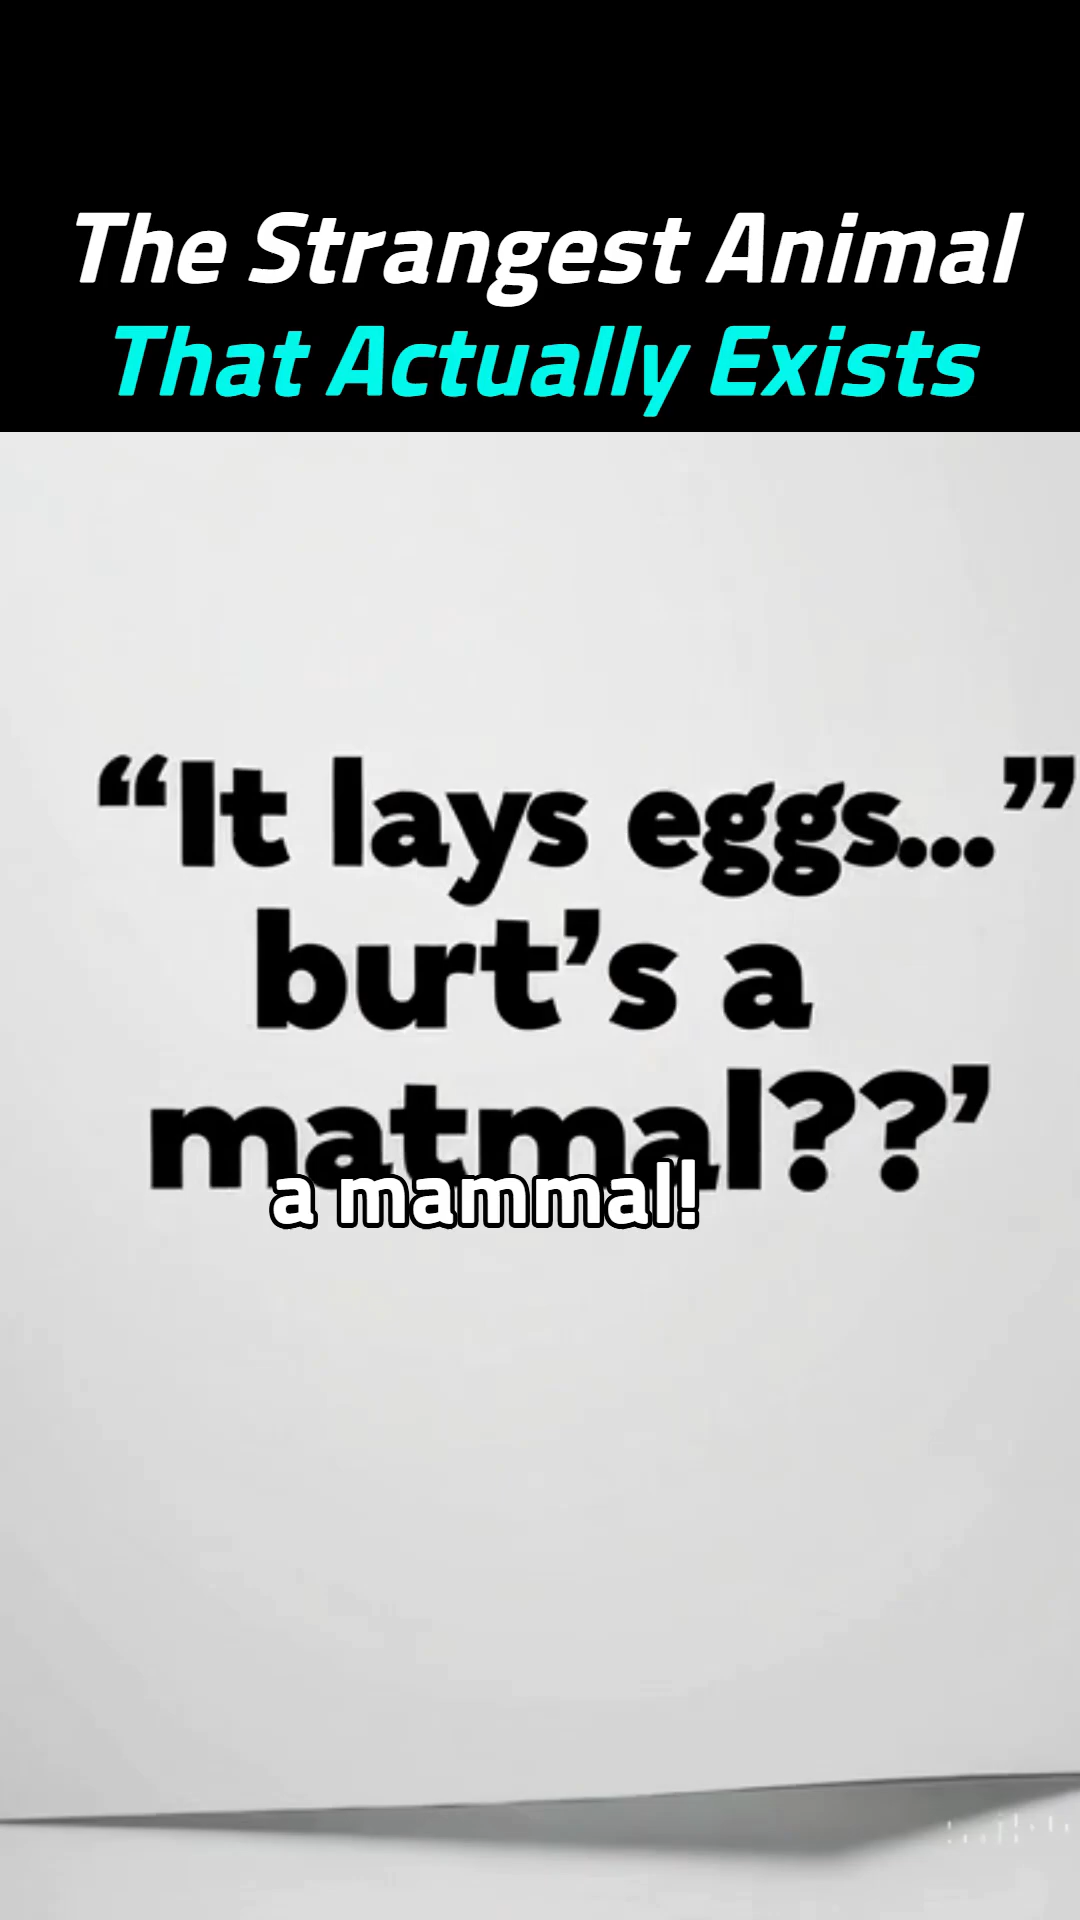 The Strangest Animal
That Actually Exists
“It lays eggs...”
burt’s a
matmal??’
a mammal!